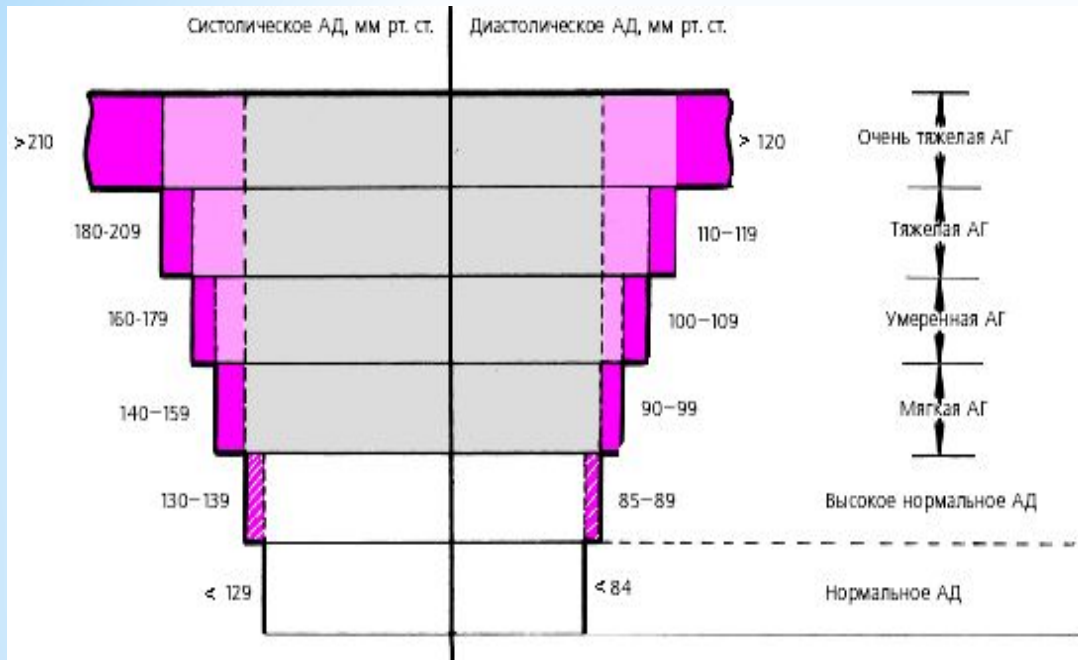 Систолическое АД, мм рт. ст. Диастолическое АД, мм рт. ст.
>210 > 120 Очень тяжелая АГ
180-209 110–119 Тяжелая АГ
160-179 100–109 Умеренная АГ
140–159 90–99 Мягкая АГ
130–139 85–89 Высокое нормальное АД
< 129 < 84 Нормальное АД